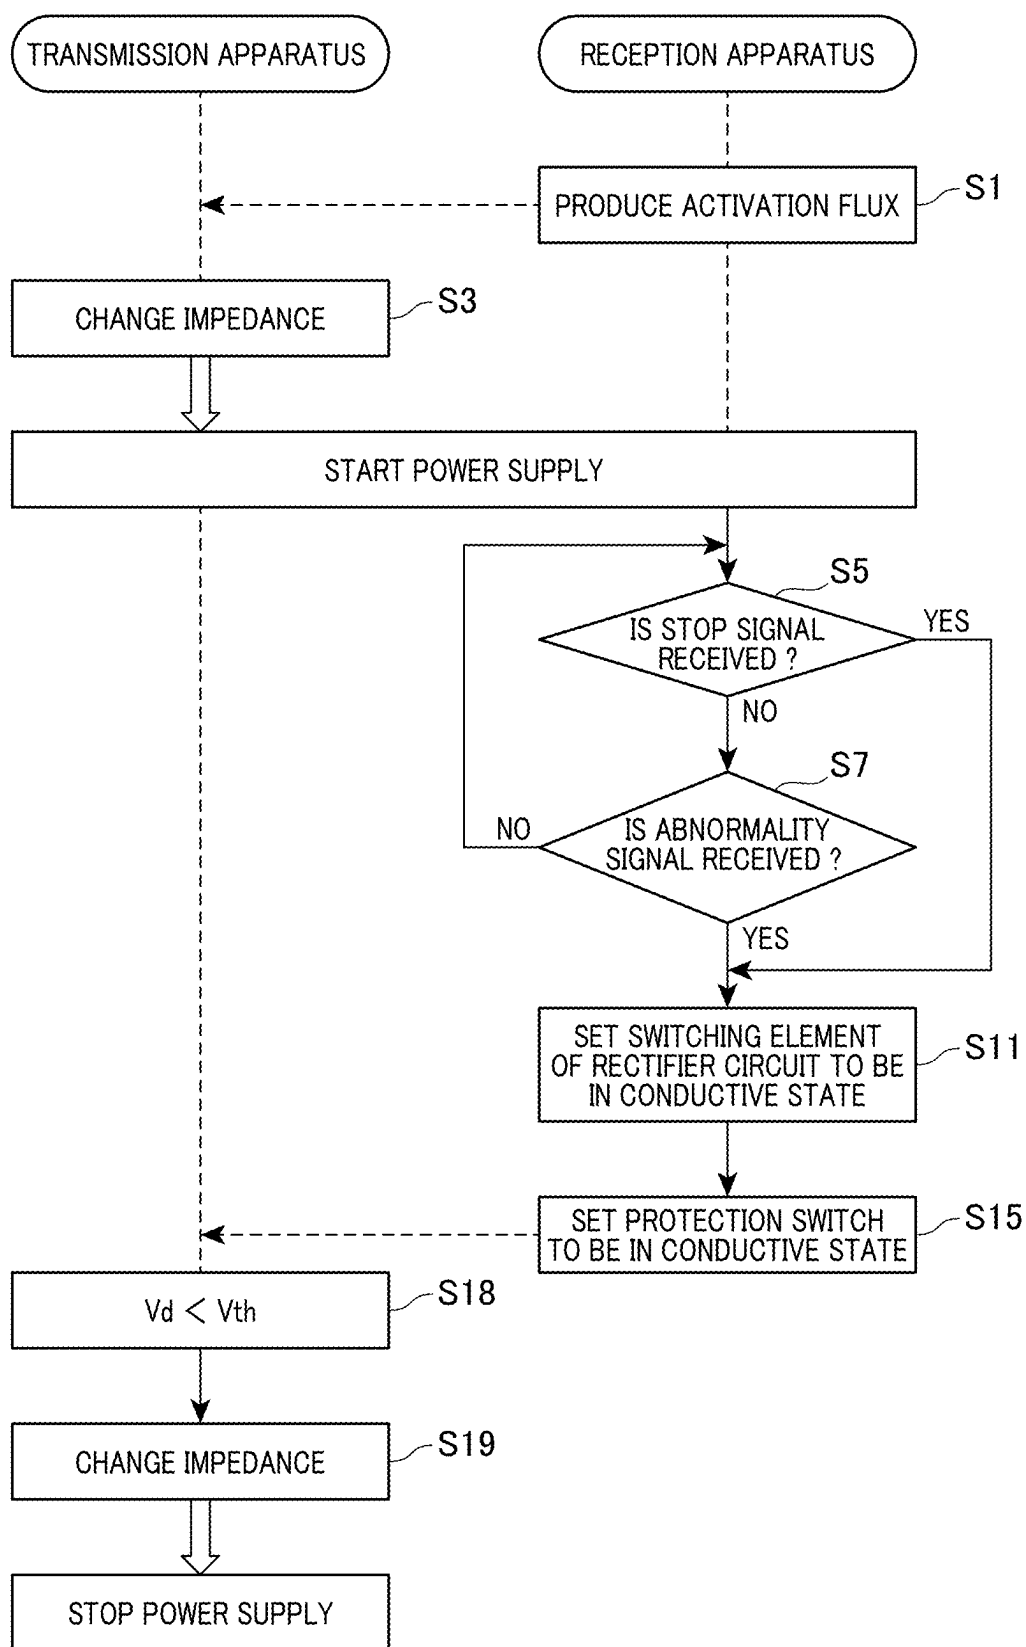 TRANSMISSION APPARATUS
RECEPTION APPARATUS
PRODUCE ACTIVATION FLUX
S1
CHANGE IMPEDANCE
S3
START POWER SUPPLY
S5
IS STOP SIGNAL
RECEIVED ?
YES
NO
S7
IS ABNORMALITY
SIGNAL RECEIVED ?
NO
YES
SET SWITCHING ELEMENT
OF RECTIFIER CIRCUIT TO BE
IN CONDUCTIVE STATE
S11
SET PROTECTION SWITCH
TO BE IN CONDUCTIVE STATE
S15
Vd < Vth
S18
CHANGE IMPEDANCE
S19
STOP POWER SUPPLY